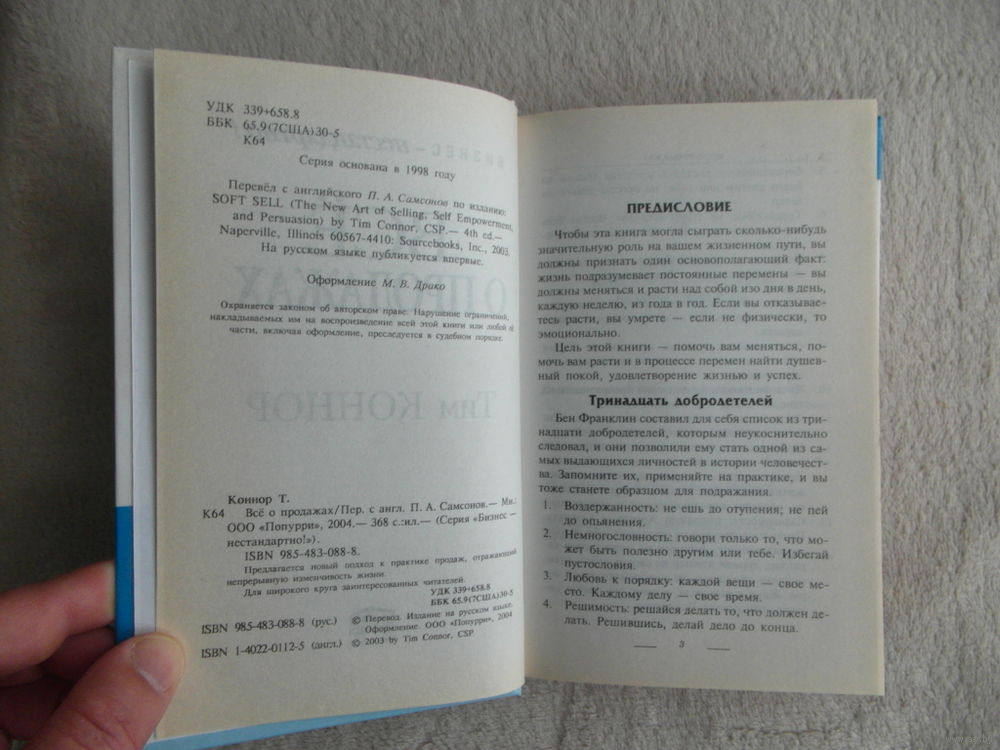 УДК 339+658.8
ББК 65.9(7США)30-5
К64
Серия основана в 1998 году
Перевёл с английского П. А. Самсонов по изданию:
SOFT SELL (The New Art of Selling, Self Empowerment,
and Persuasion) by Tim Connor, CSP.— 4th ed.—
Naperville, Illinois 60567-4410: Sourcebooks, Inc., 2003.
На русском языке публикуется впервые.
Оформление М. В. Драко
Охраняется законом об авторском праве. Нарушение ограничений,
накладываемых им на воспроизведение всей этой книги или любой её
части, включая оформление, преследуется в судебном порядке.
Коннор Т.
К64 Всё о продажах/Пер. с англ. П. А. Самсонов.— Мн.:
ООО «Попурри», 2004.— 368 с.:ил.— (Серия «Бизнес —
нестандартно!»).
ISBN 985-483-088-8.
Предлагается новый подход к практике продаж, отражающий
непрерывную изменчивость жизни.
Для широкого круга заинтересованных читателей.
УДК 339+658.8
ББК 65.9(7США)30-5
ISBN 985-483-088-8 (рус.) © Перевод. Издание на русском языке.
Оформление. ООО «Попурри», 2004
ISBN 1-4022-0112-5 (англ.) © 2003 by Tim Connor, CSP
ПРЕДИСЛОВИЕ
Чтобы эта книга могла сыграть сколько-нибудь
значительную роль на вашем жизненном пути, вы
должны признать один основополагающий факт:
жизнь подразумевает постоянные перемены — вы
должны меняться и расти над собой изо дня в день,
каждую неделю, из года в год. Если вы отказывае-
тесь расти, вы умрете — если не физически, то
эмоционально.
Цель этой книги — помочь вам меняться, по-
мочь вам расти и в процессе перемен найти душев-
ный покой, удовлетворение жизнью и успех.
Тринадцать добродетелей
Бен Франклин составил для себя список из три-
надцати добродетелей, которым неукоснительно
следовал, и они позволили ему стать одной из са-
мых выдающихся личностей в истории человечест-
ва. Запомните их, применяйте на практике, и вы
тоже станете образцом для подражания.
1. Воздержанность: не ешь до отупения; не пей
до опьянения.
2. Немногословность: говори только то, что мо-
жет быть полезно другим или тебе. Избегай
пустословия.
3. Любовь к порядку: каждой вещи — свое ме-
сто. Каждому делу — свое время.
4. Решимость: решайся делать то, что должен де-
лать. Решившись, делай дело до конца.
3